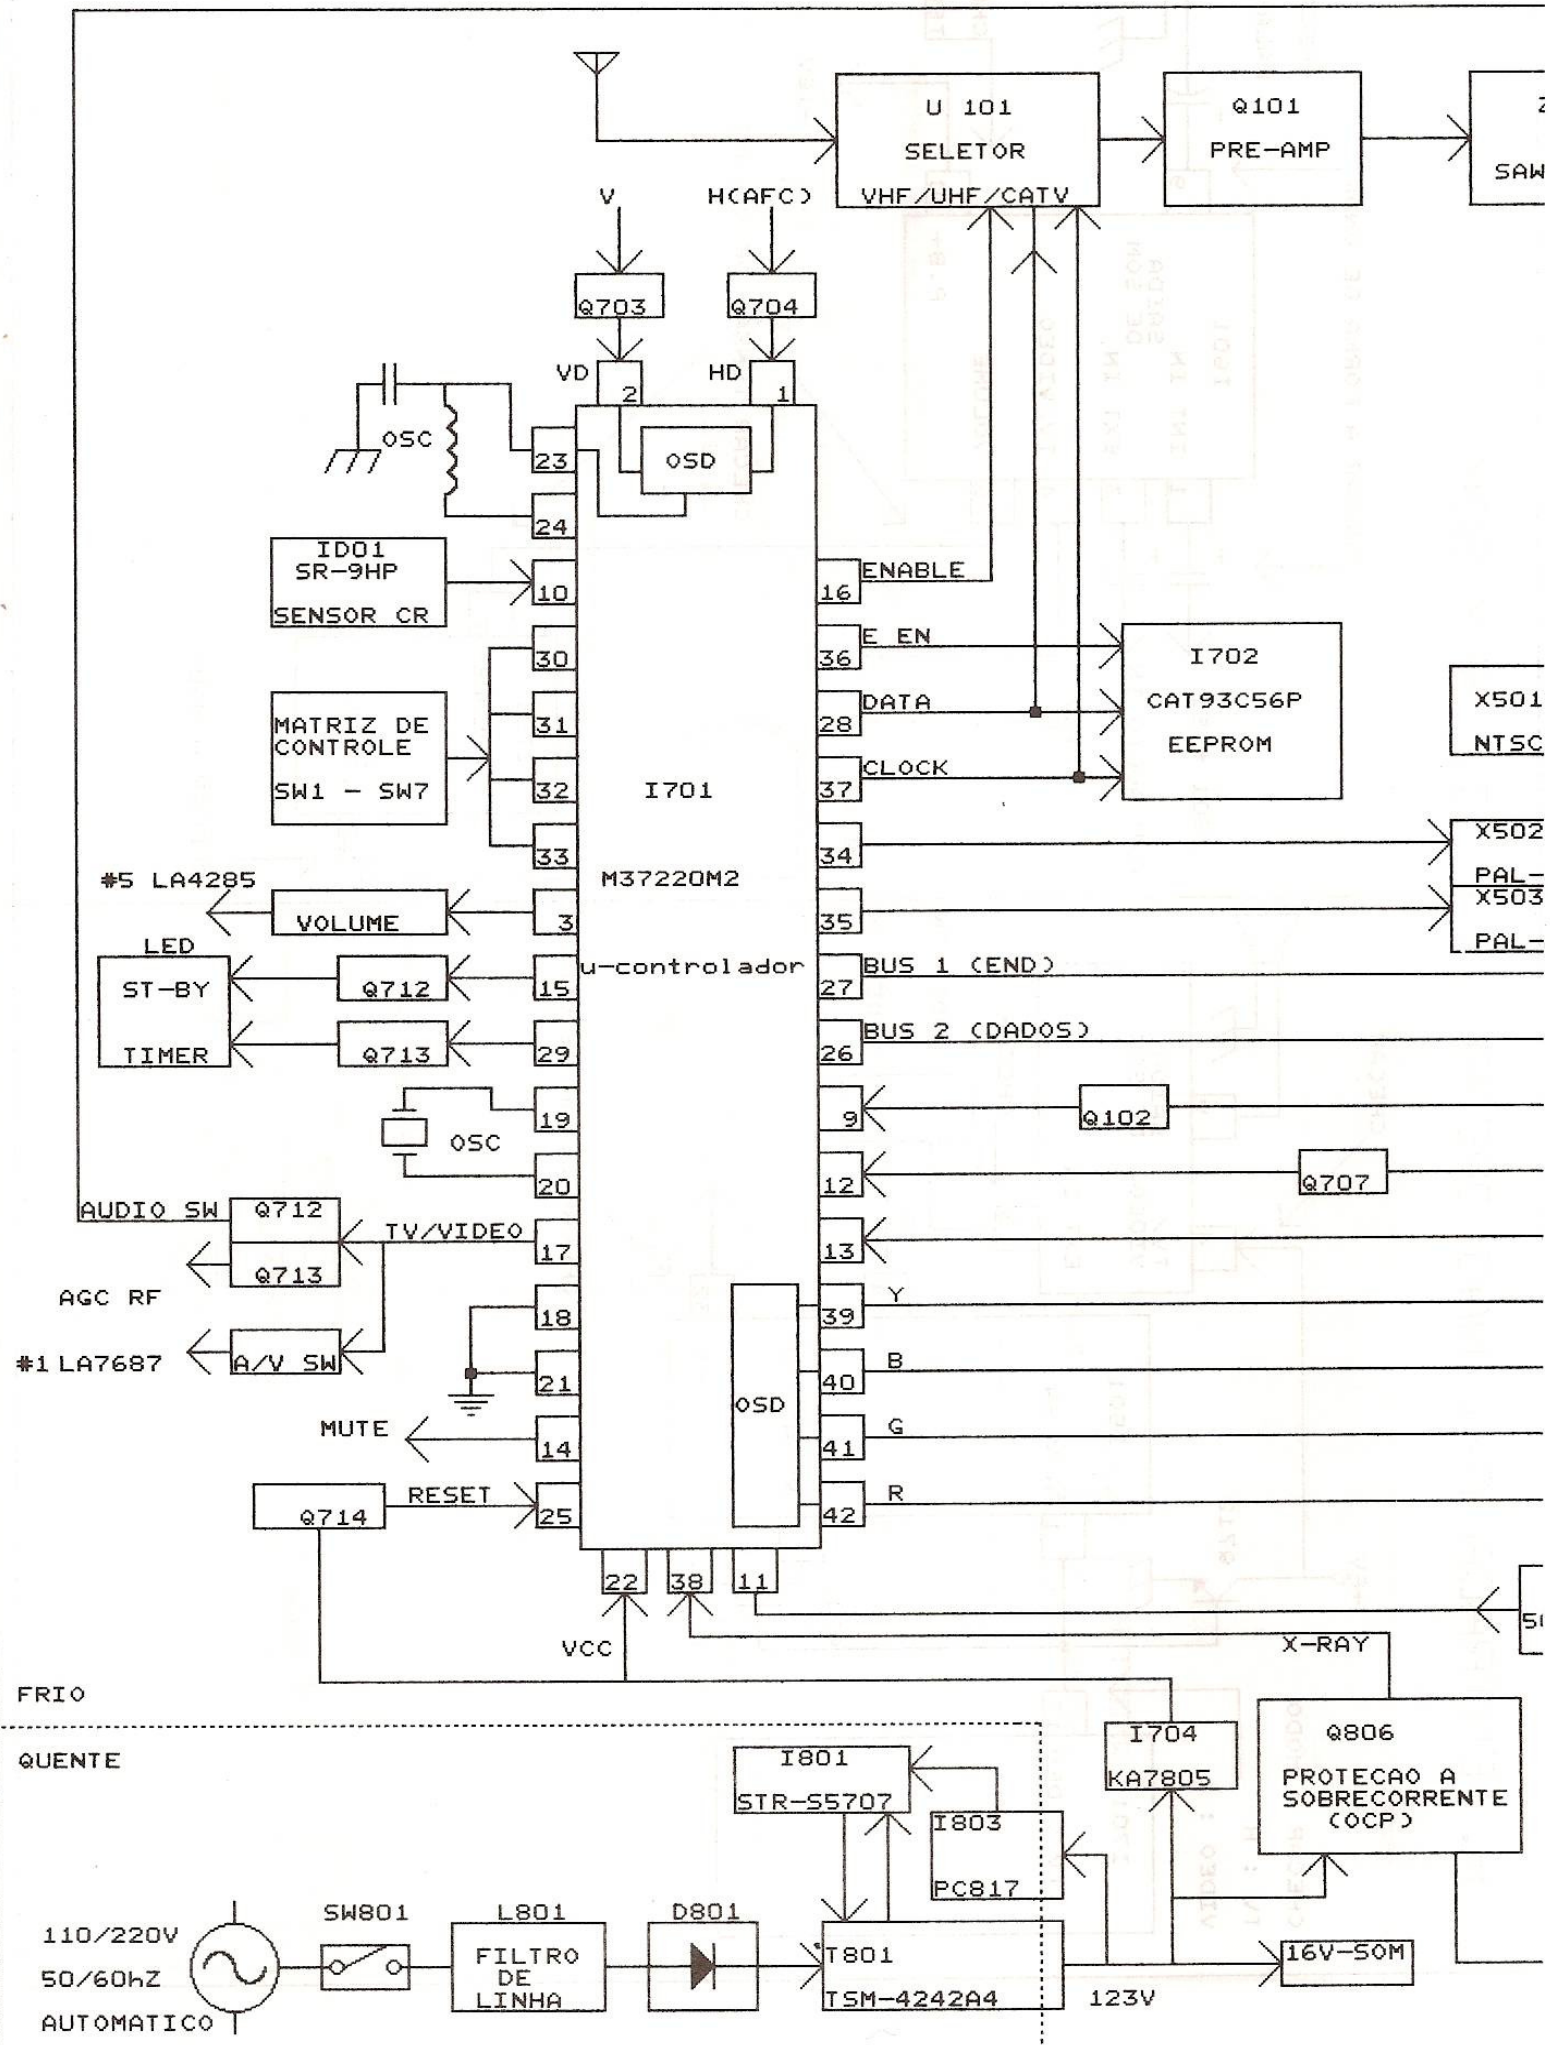 U 101
SELETOR
VHF/UHF/CATV
Q101
PRE-AMP
SAW
V
H(AFC)
Q703
Q704
VD
2
HD
1
OSC
23
OSD
24
ID01
SR-9HP
SENSOR CR
10
16
ENABLE
30
36
E EN
I702
CAT93C56P
EEPROM
MATRIZ DE
CONTROLE
SW1 - SW7
31
28
DATA
X501
NTSC
32
I701
37
CLOCK
33
34
X502
PAL-
M37220M2
#5 LA4285
VOLUME
3
35
X503
PAL-
LED
ST-BY
TIMER
Q712
15
u-controlador
27
BUS 1 (END)
Q713
29
26
BUS 2 (DADOS)
OSC
19
9
Q102
20
12
Q707
AUDIO SW
Q712
Q713
TV/VIDEO
17
13
AGC RF
18
39
Y
#1 LA7687
A/V SW
21
40
B
OSD
MUTE
14
41
G
Q714
RESET
25
42
R
22
38
11
VCC
X-RAY
FRIO
QUENTE
I801
STR-S5707
I704
KA7805
Q806
PROTECAO A
SOBRECORRENTE
(OCP)
I803
PC817
110/220V
50/60hZ
AUTOMATICO
SW801
L801
FILTRO
DE
LINHA
D801
T801
TSM-4242A4
123V
16V-SOM